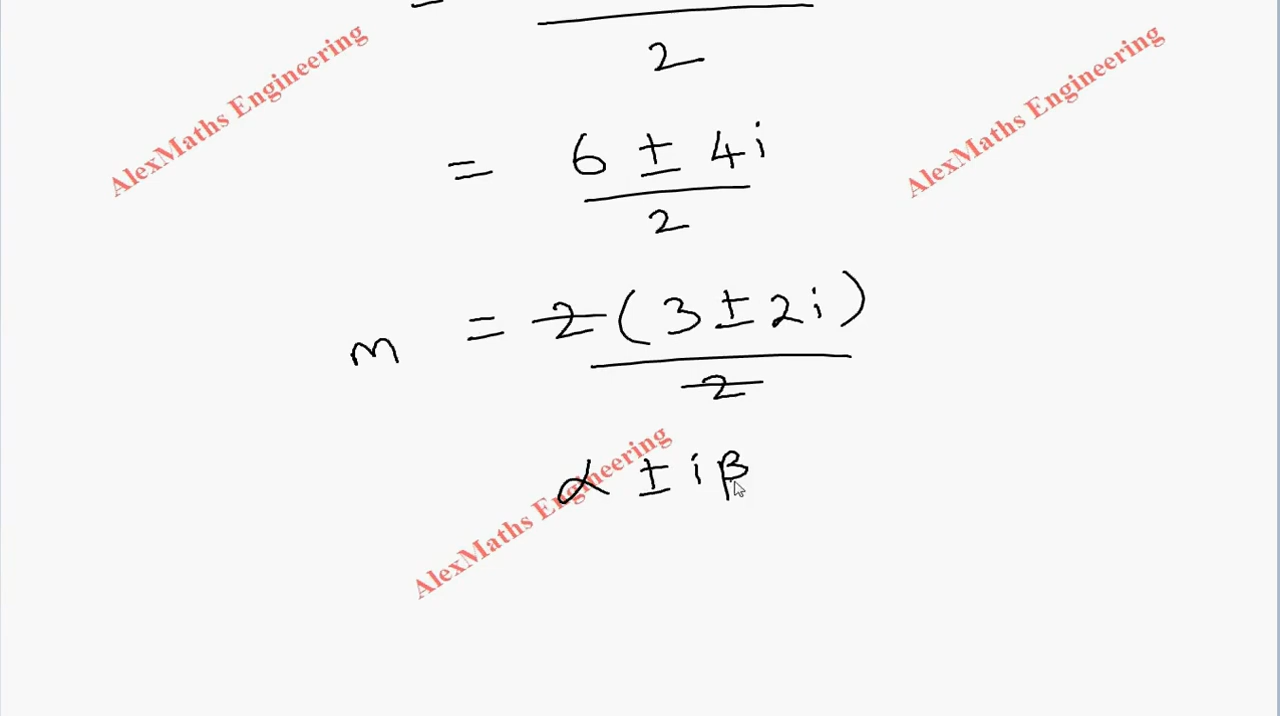 =
2
AlexMaths Engineering
AlexMaths Engineering
= 6 ± 4i
2
m = 2 (3 ± 2i)
2
α ± iβ
AlexMaths Engineering